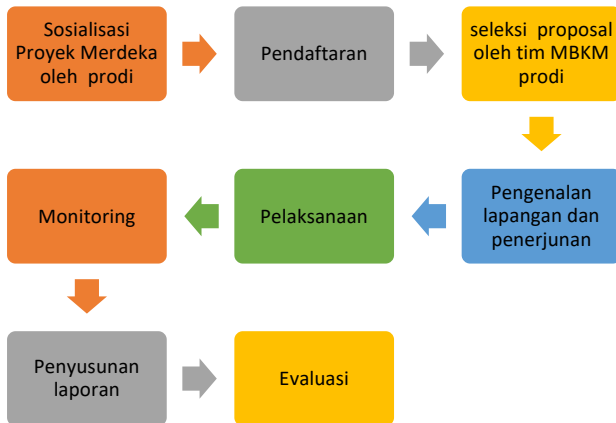 Sosialisasi
Proyek Merdeka
oleh prodi
Pendaftaran
seleksi proposal
oleh tim MBKM
prodi
Pengenalan
lapangan dan
penerjunan
Pelaksanaan
Monitoring
Penyusunan
laporan
Evaluasi